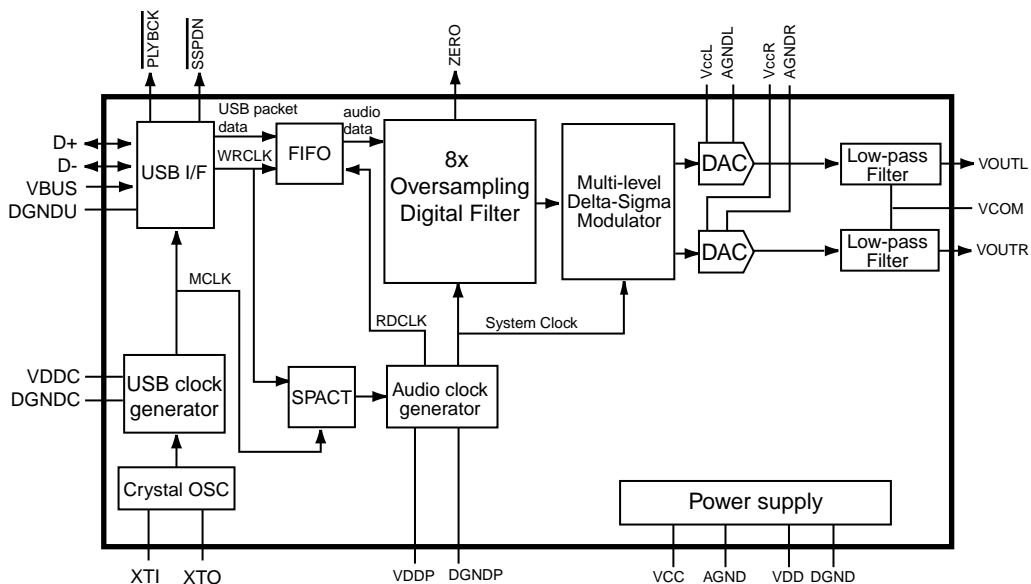 PLYBCK
SSPDN
ZERO
VccL
AGNDL
VccR
AGNDR
D+
D-
VBUS
DGNDU
USB I/F
USB packet
data
WRCLK
FIFO
audio
data
8x
Oversampling
Digital Filter
Multi-level
Delta-Sigma
Modulator
DAC
DAC
Low-pass
Filter
Low-pass
Filter
VOUTL
VCOM
VOUTR
MCLK
RDCLK
System Clock
VDDC
DGNDC
USB clock
generator
SPACT
Audio clock
generator
Crystal OSC
Power supply
XTI
XTO
VDDP
DGNDP
VCC
AGND
VDD
DGND